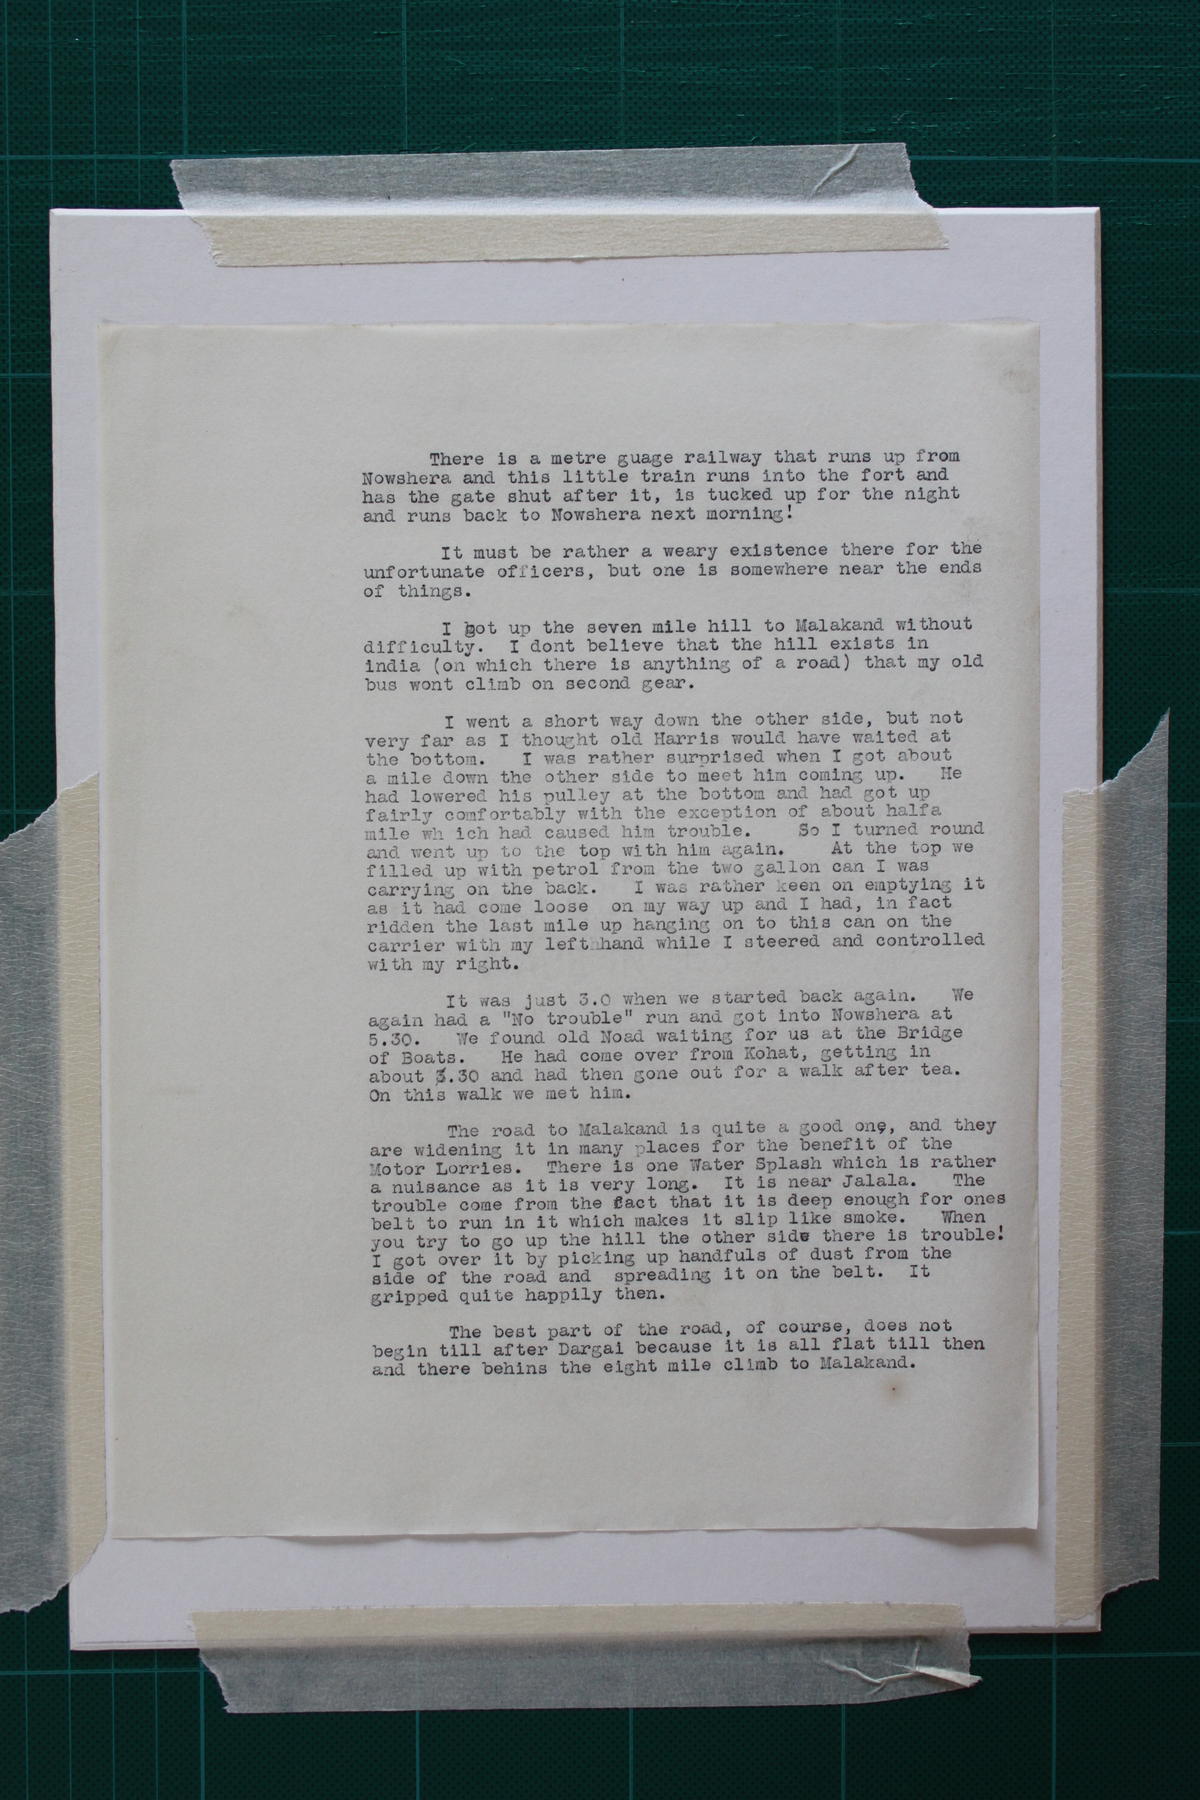 There is a metre guage railway that runs up from
Nowshera and this little train runs into the fort and
has the gate shut after it, is tucked up for the night
and runs back to Nowshera next morning!
It must be rather a weary existence there for the
unfortunate officers, but one is somewhere near the ends
of things.
I got up the seven mile hill to Malakand without
difficulty. I dont believe that the hill exists in
india (on which there is anything of a road) that my old
bus wont climb on second gear.
I went a short way down the other side, but not
very far as I thought old Harris would have waited at
the bottom. I was rather surprised when I got about
a mile down the other side to meet him coming up. He
had lowered his pulley at the bottom and had got up
fairly comfortably with the exception of about halfa
mile wh ich had caused him trouble. So I turned round
and went up to the top with him again. At the top we
filled up with petrol from the two gallon can I was
carrying on the back. I was rather keen on emptying it
as it had come loose on my way up and I had, in fact
ridden the last mile up hanging on to this can on the
carrier with my left hand while I steered and controlled
with my right.
It was just 3.0 when we started back again. We
again had a "No trouble" run and got into Nowshera at
5.30. We found old Noad waiting for us at the Bridge
of Boats. He had come over from Kohat, getting in
about 3.30 and had then gone out for a walk after tea.
On this walk we met him.
The road to Malakand is quite a good one, and they
are widening it in many places for the benefit of the
Motor Lorries. There is one Water Splash which is rather
a nuisance as it is very long. It is near Jalala. The
trouble come from the fact that it is deep enough for ones
belt to run in it which makes it slip like smoke. When
you try to go up the hill the other side there is trouble!
I got over it by picking up handfuls of dust from the
side of the road and spreading it on the belt. It
gripped quite happily then.
The best part of the road, of course, does not
begin till after Dargai because it is all flat till then
and there behins the eight mile climb to Malakand.